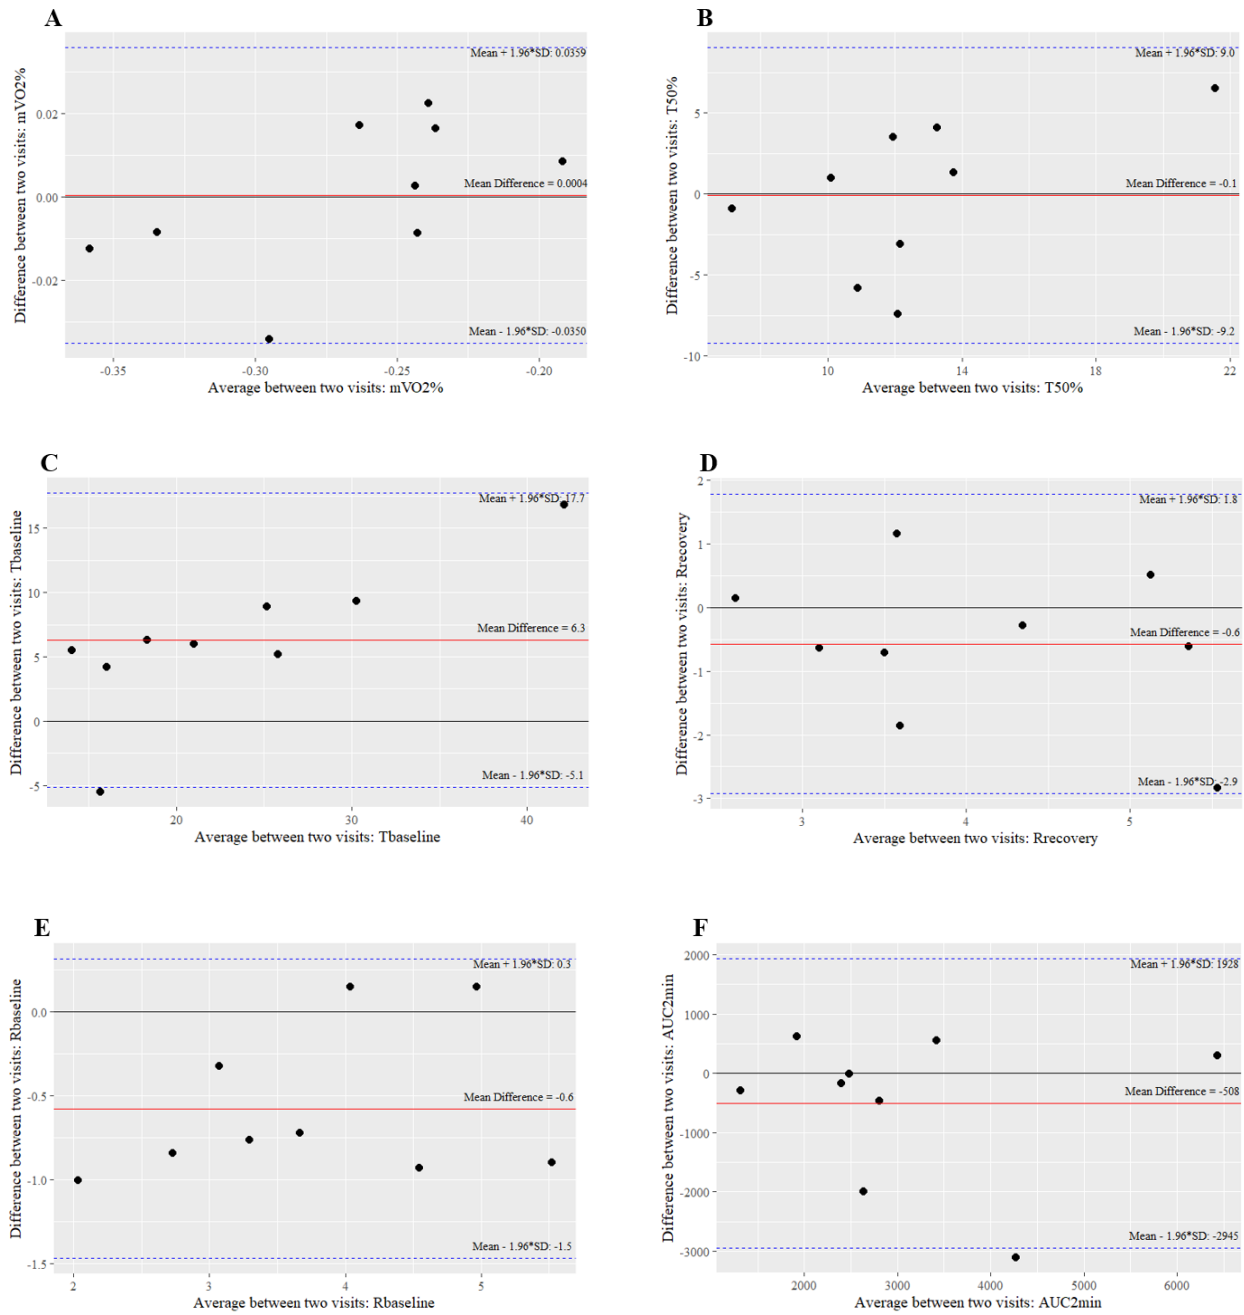 A
Difference between two visits: mVO2%
0.02
0.00
-0.02
Mean + 1.96*SD: 0.0359
Mean Difference = 0.0004
Mean - 1.96*SD: -0.0350
-0.35
-0.30
-0.25
-0.20
Average between two visits: mVO2%
B
Difference between two visits: T50%
5
0
-5
-10
Mean + 1.96*SD: 9.0
Mean Difference = -0.1
Mean - 1.96*SD: -9.2
10
14
18
22
Average between two visits: T50%
C
Difference between two visits: Tbaseline
15
10
5
0
-5
Mean + 1.96*SD: 17.7
Mean Difference = 6.3
Mean - 1.96*SD: -5.1
20
30
40
Average between two visits: Tbaseline
D
Difference between two visits: Rrecovery
2
1
0
-1
-2
-3
Mean + 1.96*SD: 1.8
Mean Difference = -0.6
Mean - 1.96*SD: -2.9
3
4
5
Average between two visits: Rrecovery
E
Difference between two visits: Rbaseline
0.0
-0.5
-1.0
-1.5
Mean + 1.96*SD: 0.3
Mean Difference = -0.6
Mean - 1.96*SD: -1.5
2
3
4
5
Average between two visits: Rbaseline
F
Difference between two visits: AUC2min
2000
1000
0
-1000
-2000
-3000
Mean + 1.96*SD: 1928
Mean Difference = -508
Mean - 1.96*SD: -2945
2000
3000
4000
5000
6000
Average between two visits: AUC2min